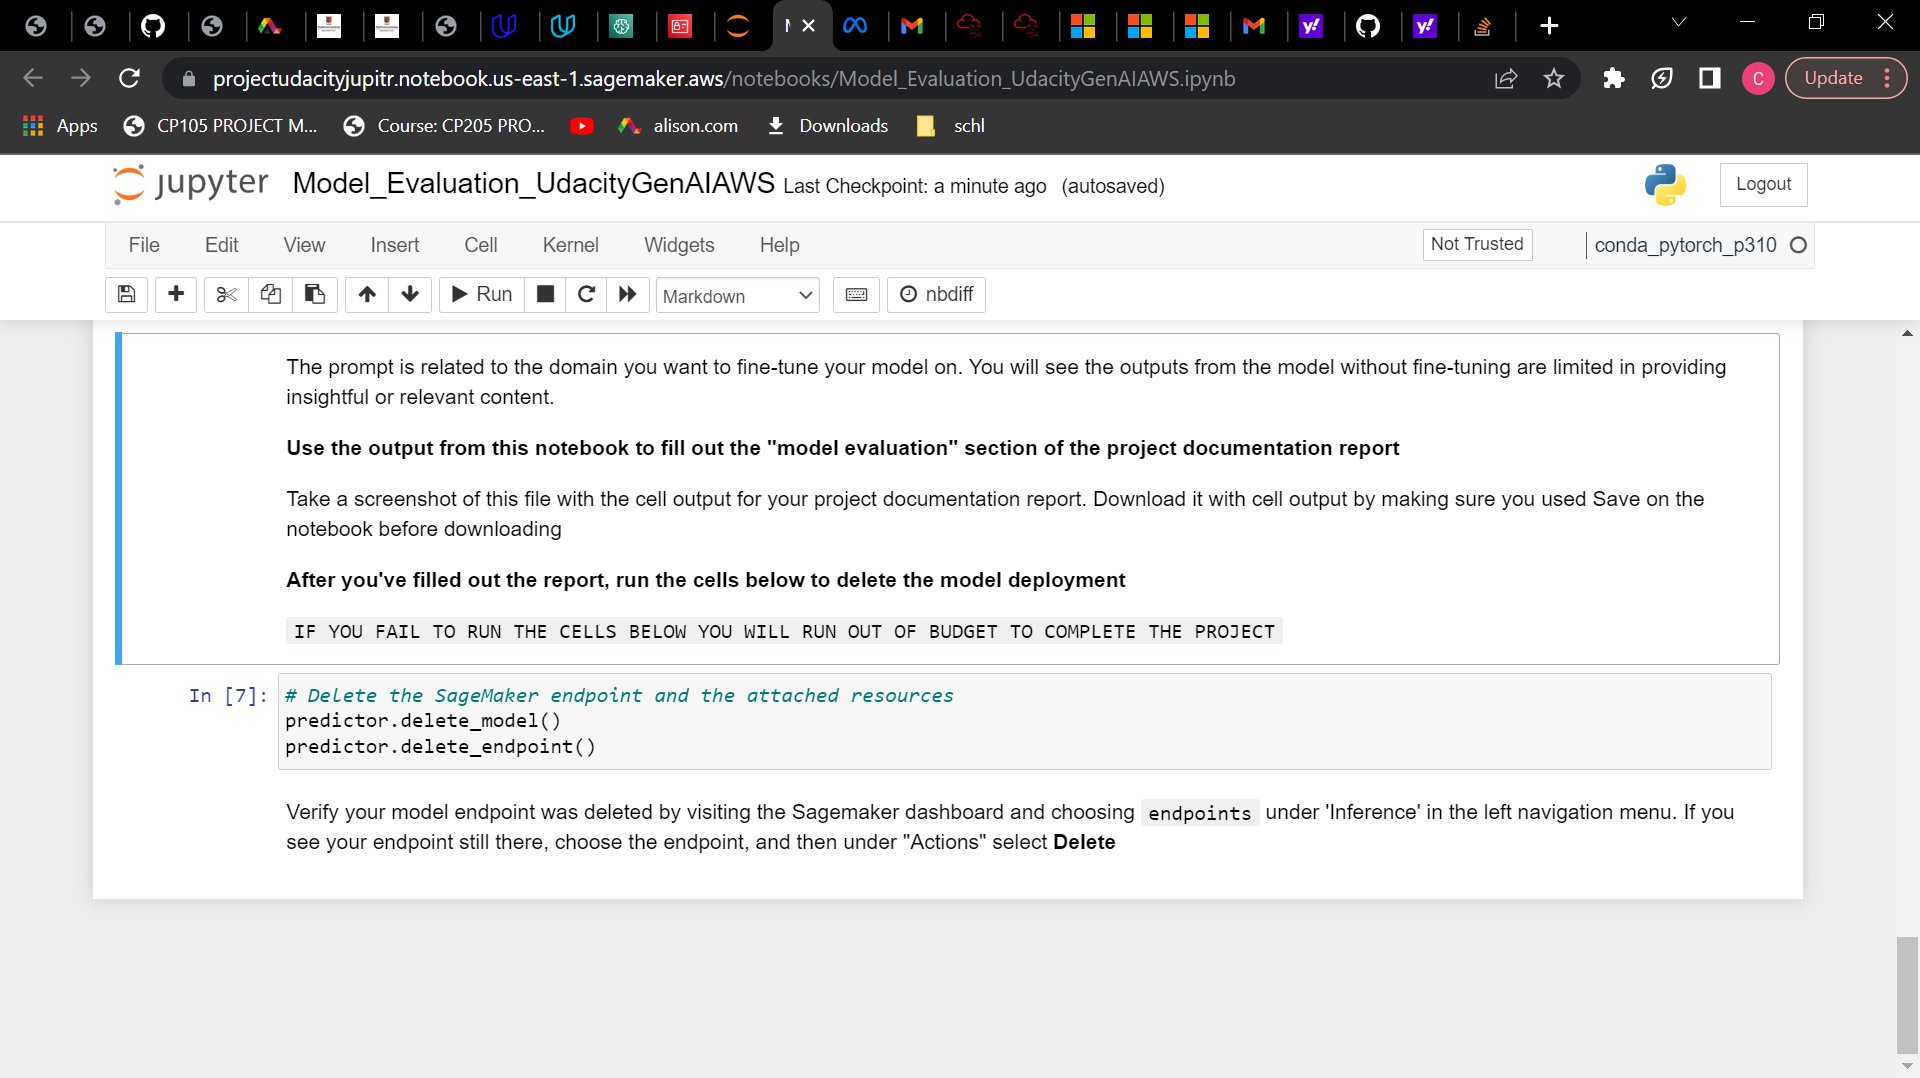 projectudacityjupitr.notebook.us-east-1.sagemaker.aws/notebooks/Model_Evaluation_UdacityGenAIAWS.ipynb
C
Update
Apps
CP105 PROJECT M...
Course: CP205 PRO...
alison.com
Downloads
schl
jupyter
Model_Evaluation_UdacityGenAIAWS Last Checkpoint: a minute ago (autosaved)
Logout
File Edit View Insert Cell Kernel Widgets Help
Not Trusted
conda_pytorch_p310
Run
Markdown
nbdiff
The prompt is related to the domain you want to fine-tune your model on. You will see the outputs from the model without fine-tuning are limited in providing
insightful or relevant content.
Use the output from this notebook to fill out the "model evaluation" section of the project documentation report
Take a screenshot of this file with the cell output for your project documentation report. Download it with cell output by making sure you used Save on the
notebook before downloading
After you've filled out the report, run the cells below to delete the model deployment
IF YOU FAIL TO RUN THE CELLS BELOW YOU WILL RUN OUT OF BUDGET TO COMPLETE THE PROJECT
In [7]: # Delete the SageMaker endpoint and the attached resources
predictor.delete_model()
predictor.delete_endpoint()
Verify your model endpoint was deleted by visiting the Sagemaker dashboard and choosing endpoints under 'Inference' in the left navigation menu. If you
see your endpoint still there, choose the endpoint, and then under "Actions" select Delete